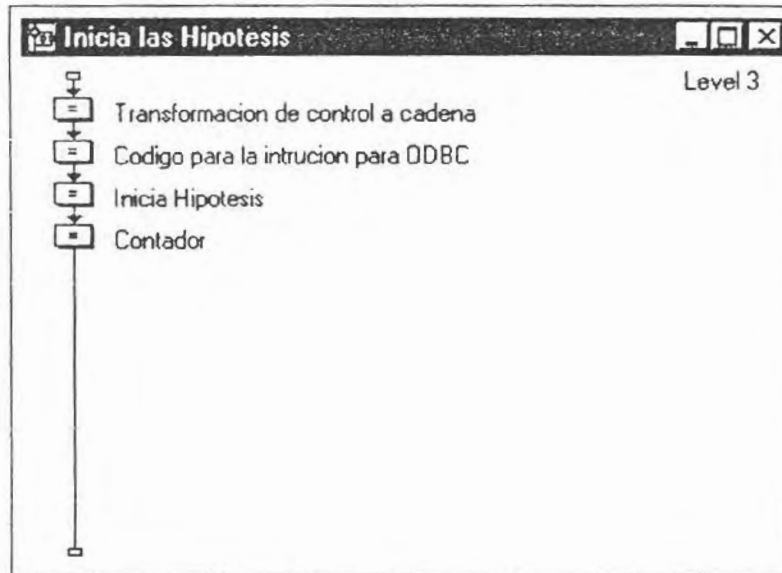 Inicia las Hipotesis
Level 3
Transformacion de control a cadena
Codigo para la intrucion para ODBC
Inicia Hipotesis
Contador